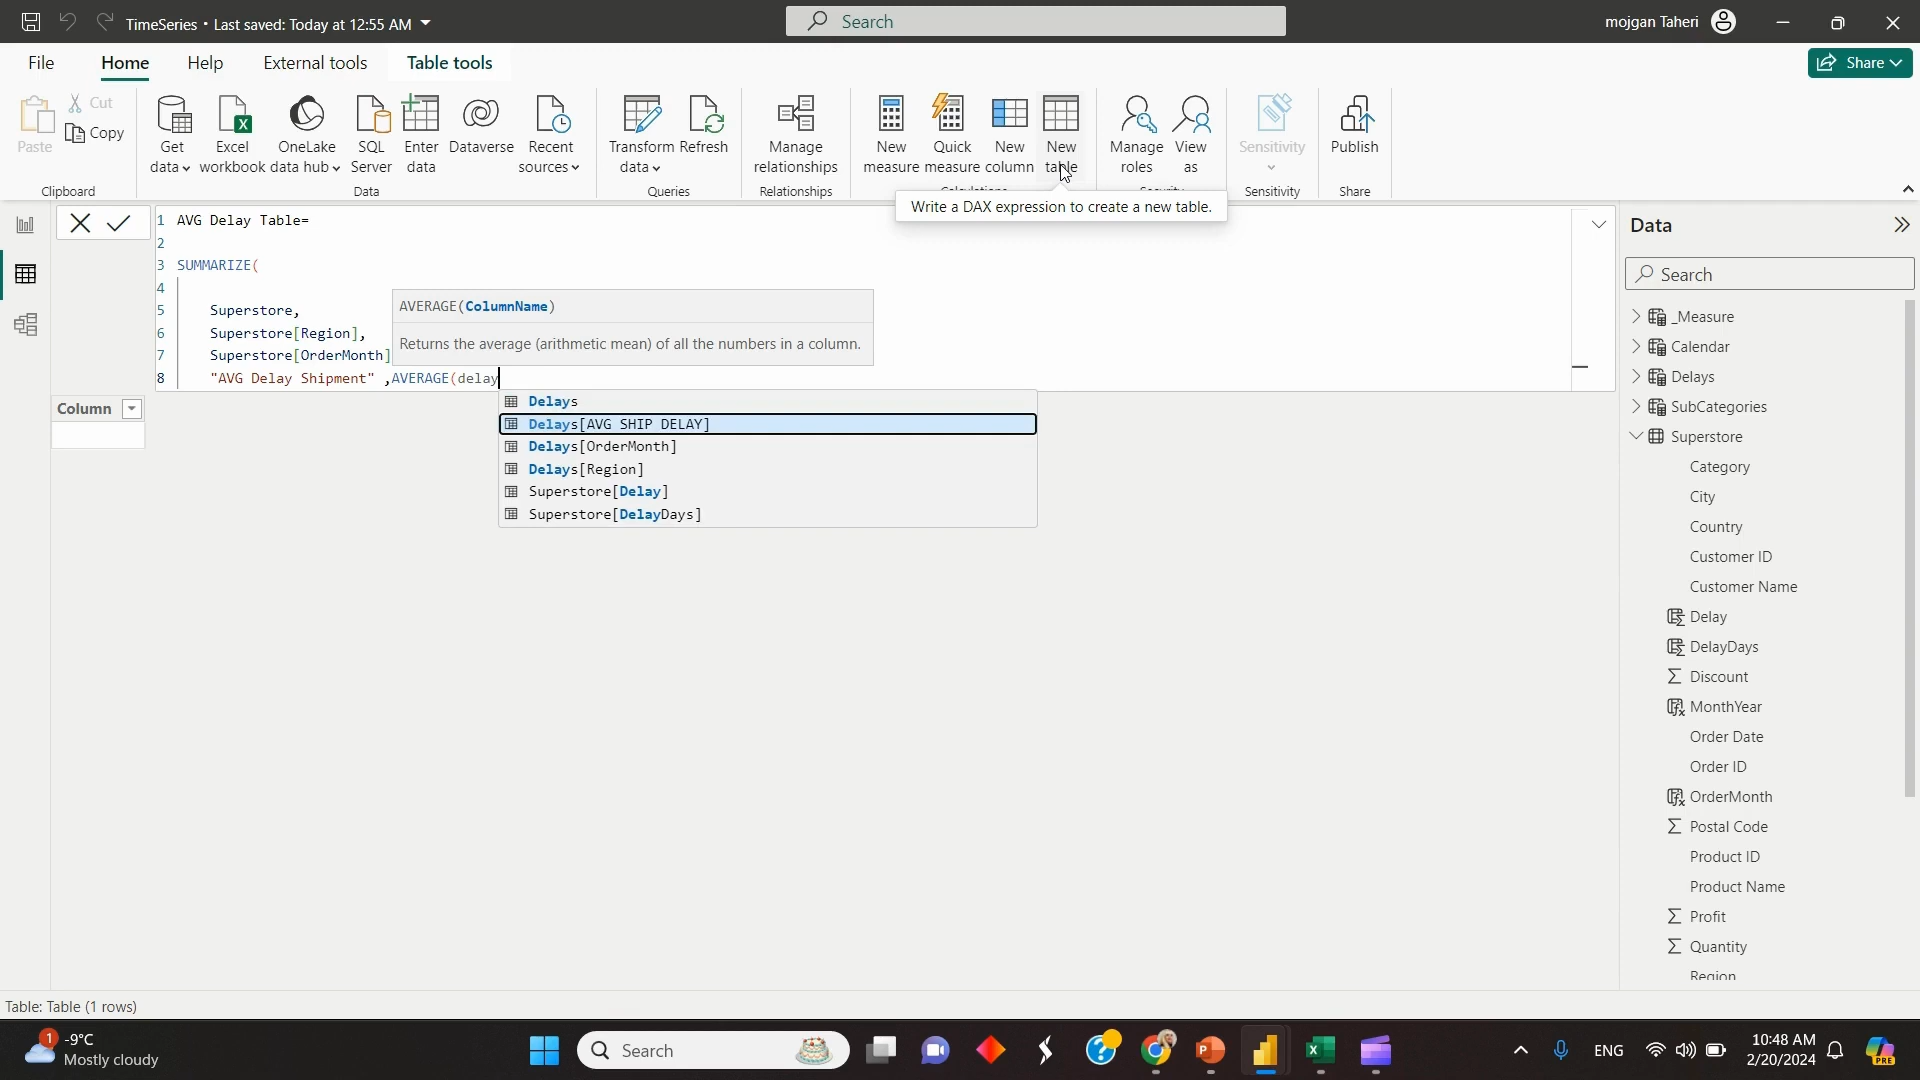 TimeSeries • Last saved: Today at 12:55 AM
Search
mojgan Taheri
File
Home
Help
External tools
Table tools
Share
Paste
Cut
Copy
Clipboard
Get data
Excel workbook
OneLake data hub
SQL Server
Enter data
Dataverse
Recent sources
Data
Transform data
Refresh
Queries
Manage relationships
Relationships
New measure
Quick measure
New column
New table
Manage roles
View as
Sensitivity
Sensitivity
Publish
Share
Write a DAX expression to create a new table.
1 AVG Delay Table=
2
3 SUMMARIZE(
4
5 Superstore,
6 Superstore[Region],
7 Superstore[OrderMonth]
8 "AVG Delay Shipment" ,AVERAGE(delay
AVERAGE(ColumnName)
Returns the average (arithmetic mean) of all the numbers in a column.
Delays
Delays[AVG SHIP DELAY]
Delays[OrderMonth]
Delays[Region]
Superstore[Delay]
Superstore[DelayDays]
Column
Data
Search
_Measure
Calendar
Delays
SubCategories
Superstore
Category
City
Country
Customer ID
Customer Name
Delay
DelayDays
Discount
MonthYear
Order Date
Order ID
OrderMonth
Postal Code
Product ID
Product Name
Profit
Quantity
Region
Table: Table (1 rows)
1
-9°C
Mostly cloudy
Search
ENG
10:48 AM
2/20/2024
PRE